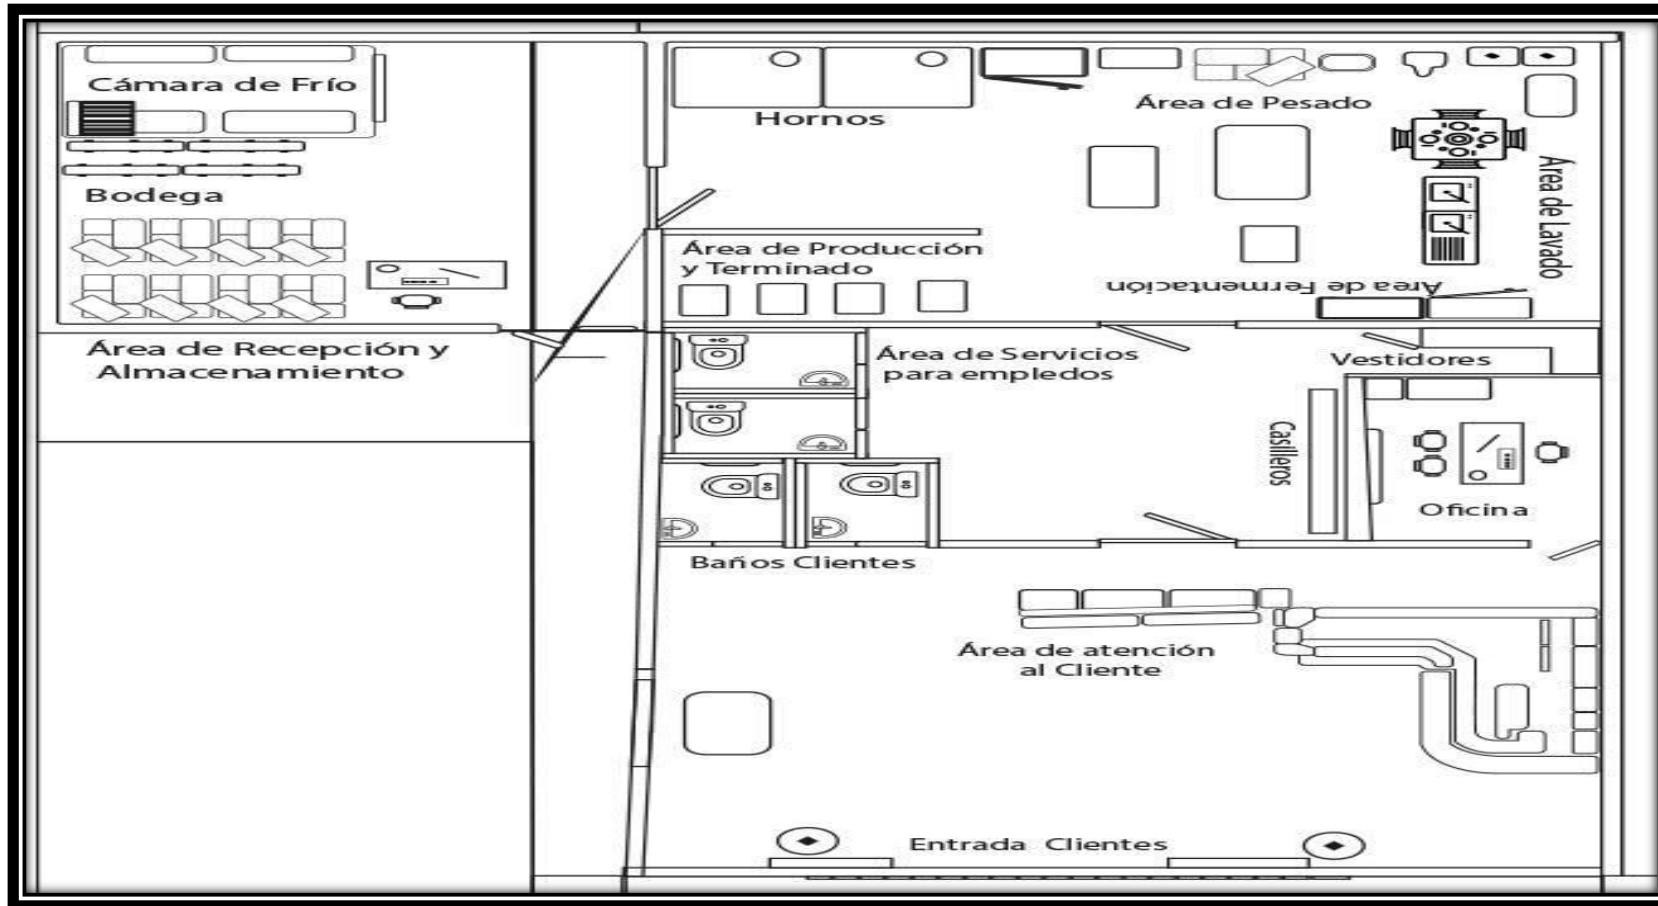 Cámara de Frío
Hornos
Área de Pesado
Bodega
Área de Lavado
Área de Producción
y Terminado
Área de Fermentación
Área de Recepción y
Almacenamiento
Área de Servicios
para empledos
Vestidores
Casilleros
Oficina
Baños Clientes
Área de atención
al Cliente
Entrada Clientes